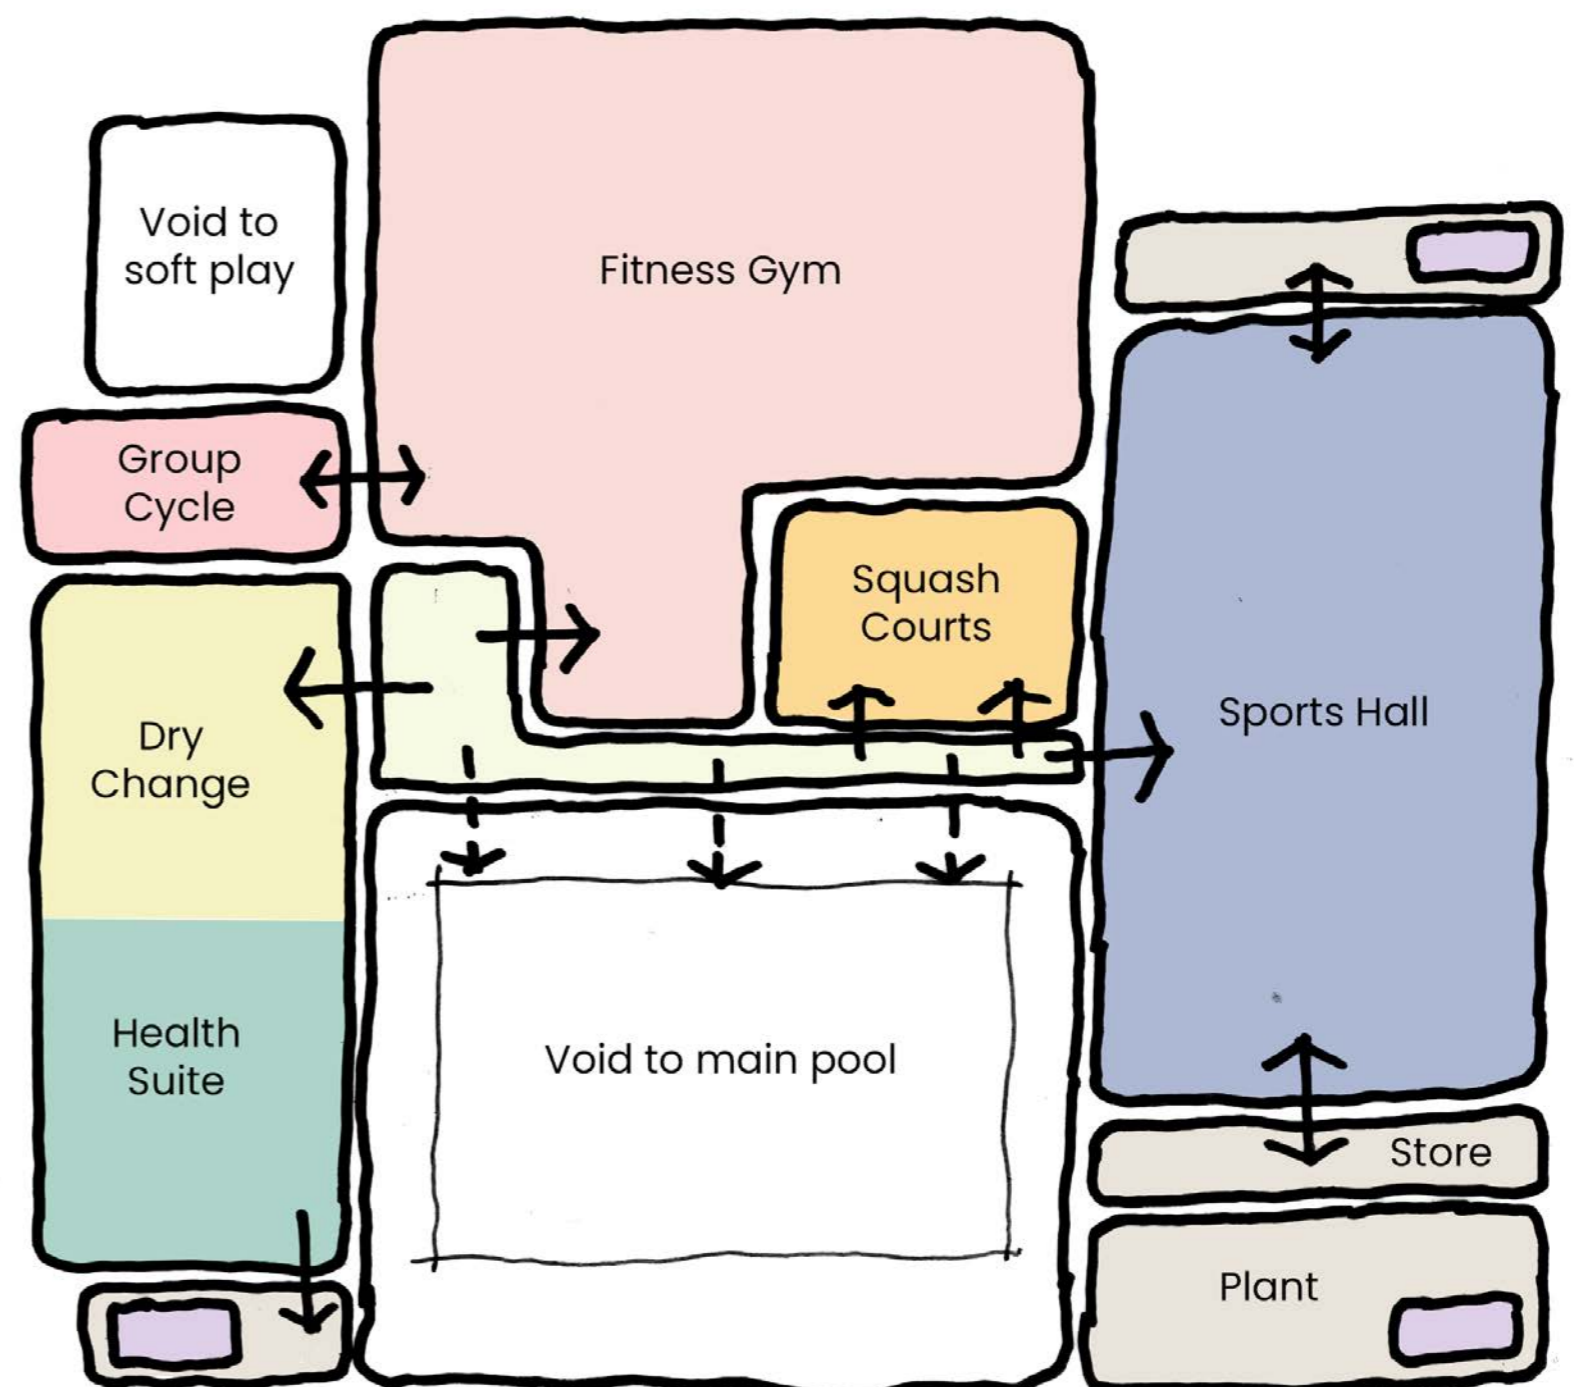 Void to
soft play
Fitness Gym
Group
Cycle
Squash
Courts
Sports Hall
Dry
Change
Health
Suite
Void to main pool
Store
Plant